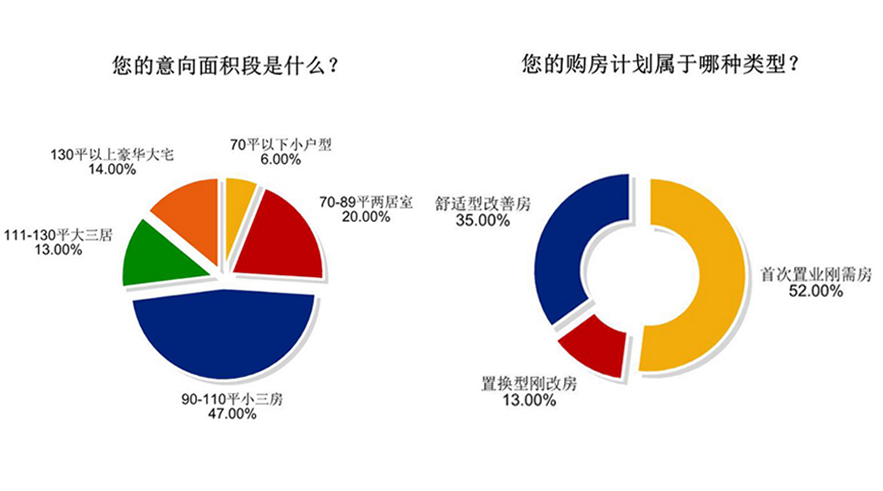 您的意向面积段是什么？
您的购房计划属于哪种类型？
70平以下小户型
6.00%
130平以上豪华大宅
14.00%
70-89平两居室
20.00%
111-130平大三居
13.00%
90-110平小三房
47.00%
舒适型改善房
35.00%
首次置业刚需房
52.00%
置换型刚改房
13.00%